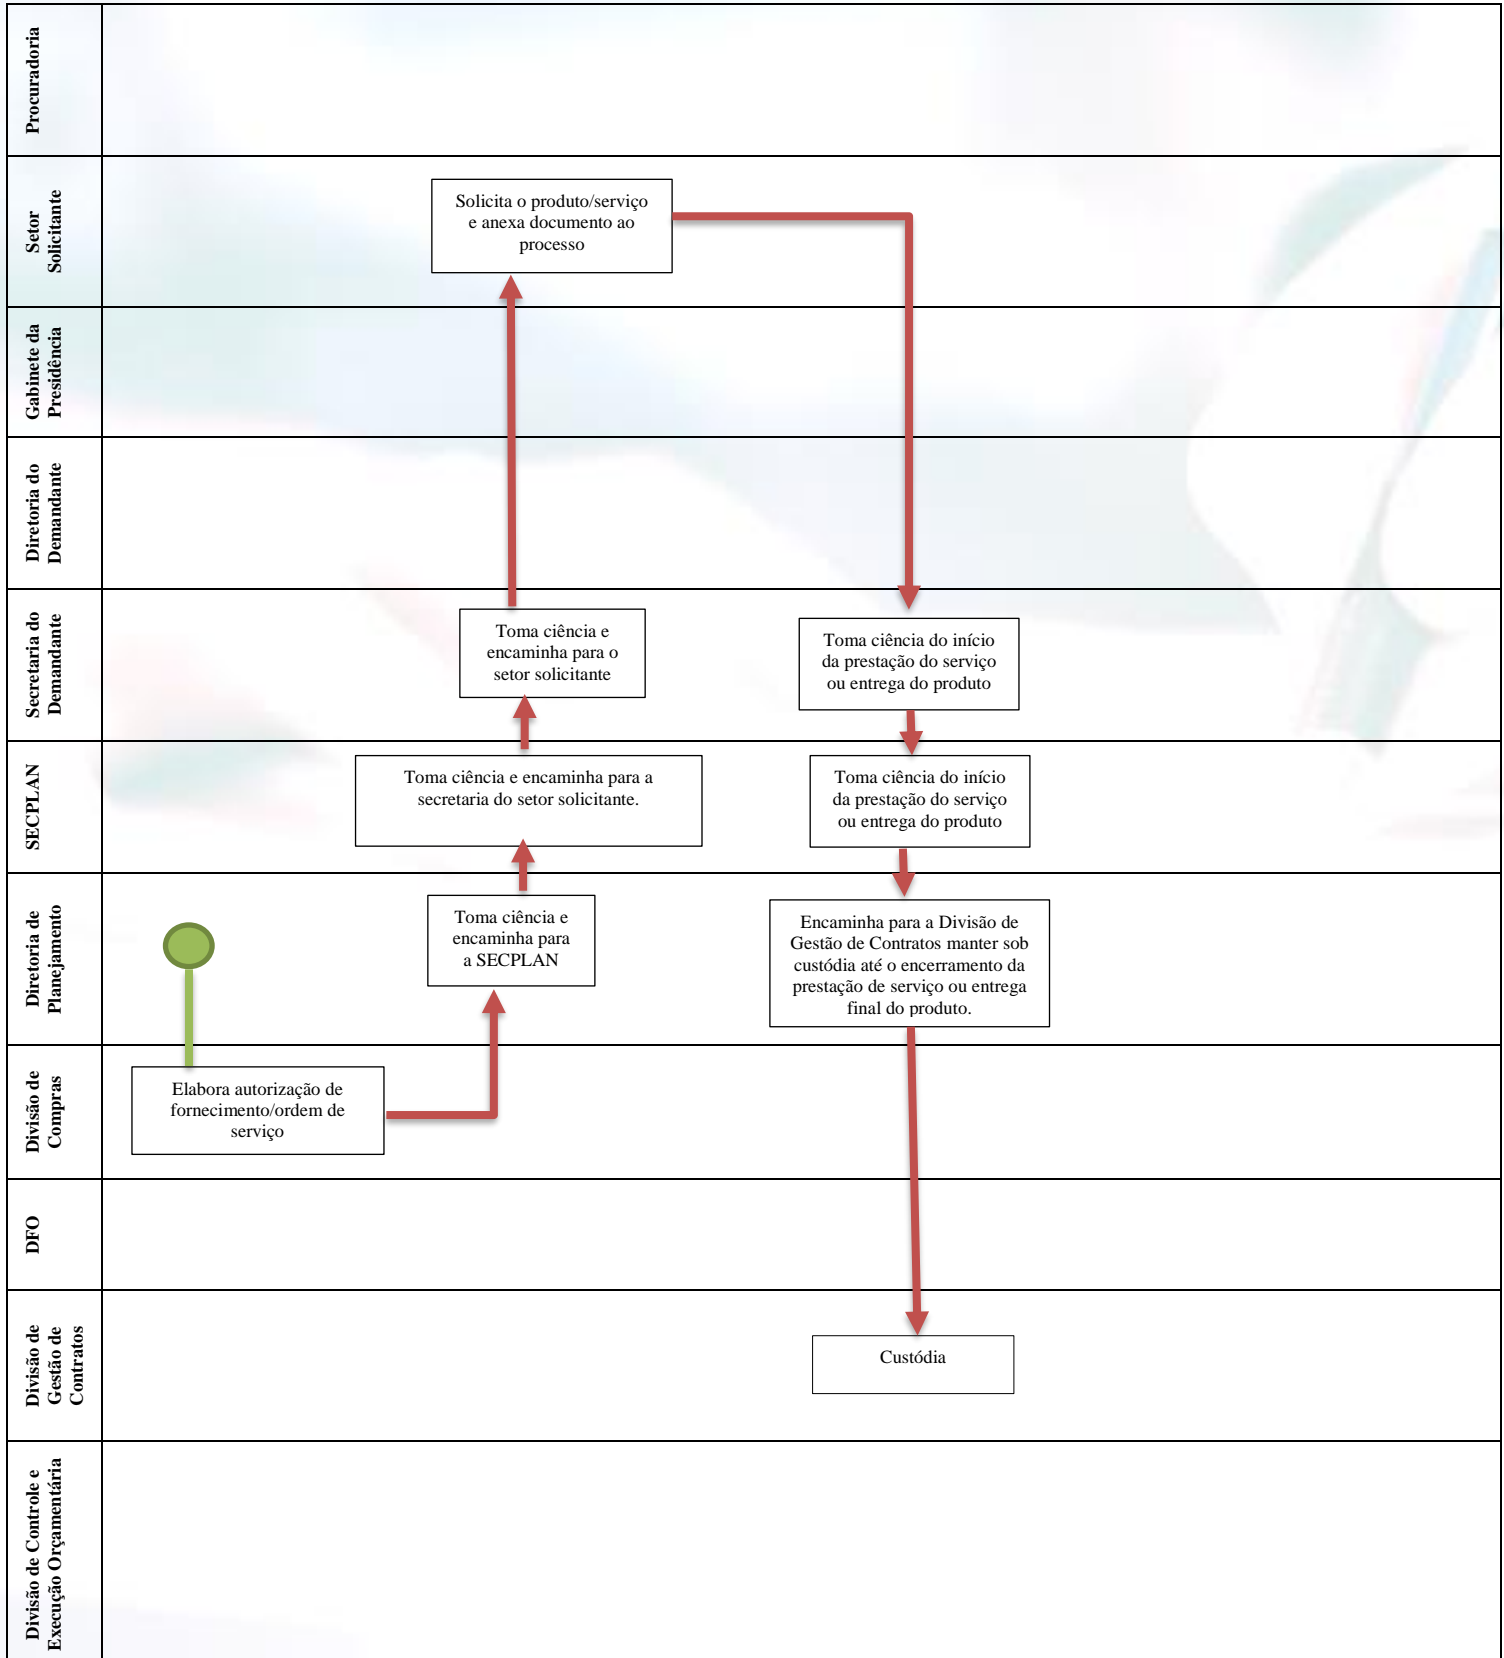 Procuradoria
Setor
Solicitante
Solicita o produto/serviço
e anexa documento ao
processo
Gabinete da
Presidência
Diretoria do
Demandante
Secretaria do
Demandante
Toma ciência e
encaminha para o
setor solicitante
Toma ciência do início
da prestação do serviço
ou entrega do produto
SECPLAN
Toma ciência e encaminha para a
secretaria do setor solicitante.
Toma ciência do início
da prestação do serviço
ou entrega do produto
Diretoria de
Planejamento
Toma ciência e
encaminha para
a SECPLAN
Encaminha para a Divisão de
Gestão de Contratos manter sob
custódia até o encerramento da
prestação de serviço ou entrega
final do produto.
Divisão de
Compras
Elabora autorização de
fornecimento/ordem de
serviço
DFO
Divisão de
Gestão de
Contratos
Custódia
Divisão de Controle e
Execução Orçamentária